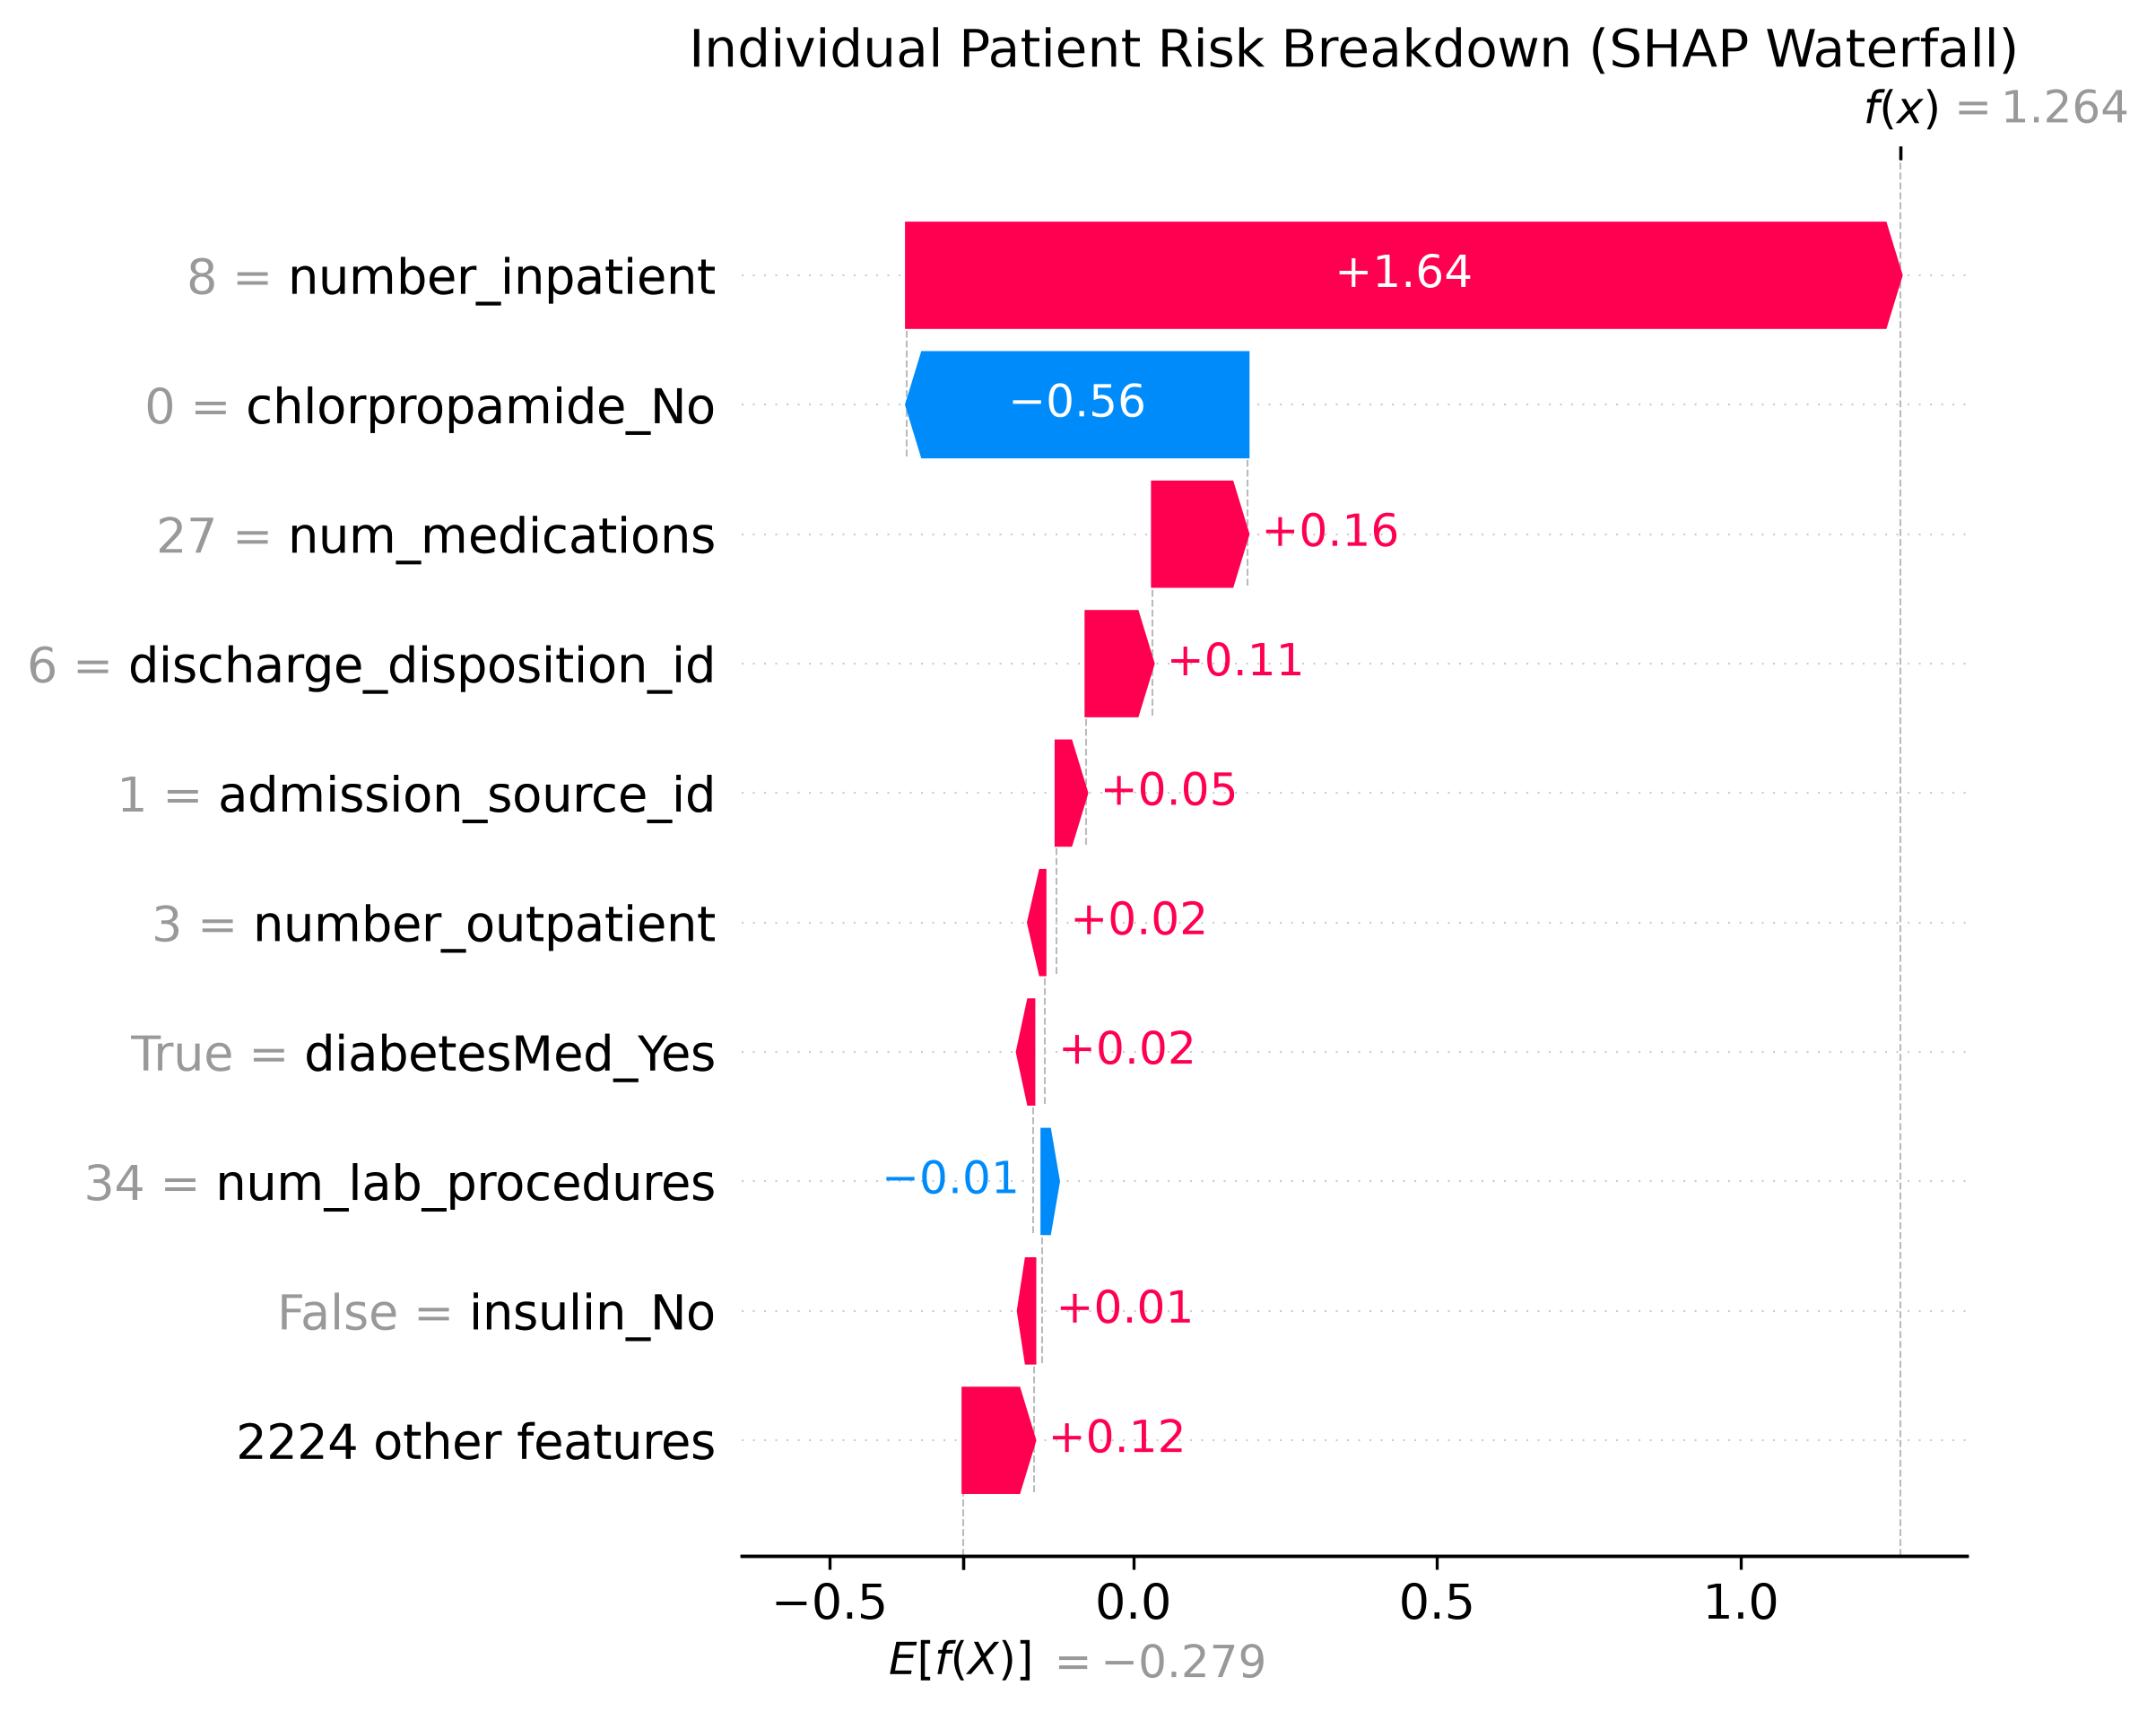 Individual Patient Risk Breakdown (SHAP Waterfall)
f(x) = 1.264
8 = number_inpatient +1.64
0 = chlorpropamide_No −0.56
27 = num_medications +0.16
6 = discharge_disposition_id +0.11
1 = admission_source_id +0.05
3 = number_outpatient +0.02
True = diabetesMed_Yes +0.02
34 = num_lab_procedures −0.01
False = insulin_No +0.01
2224 other features +0.12
−0.5 0.0 0.5 1.0
E[f(X)] = −0.279